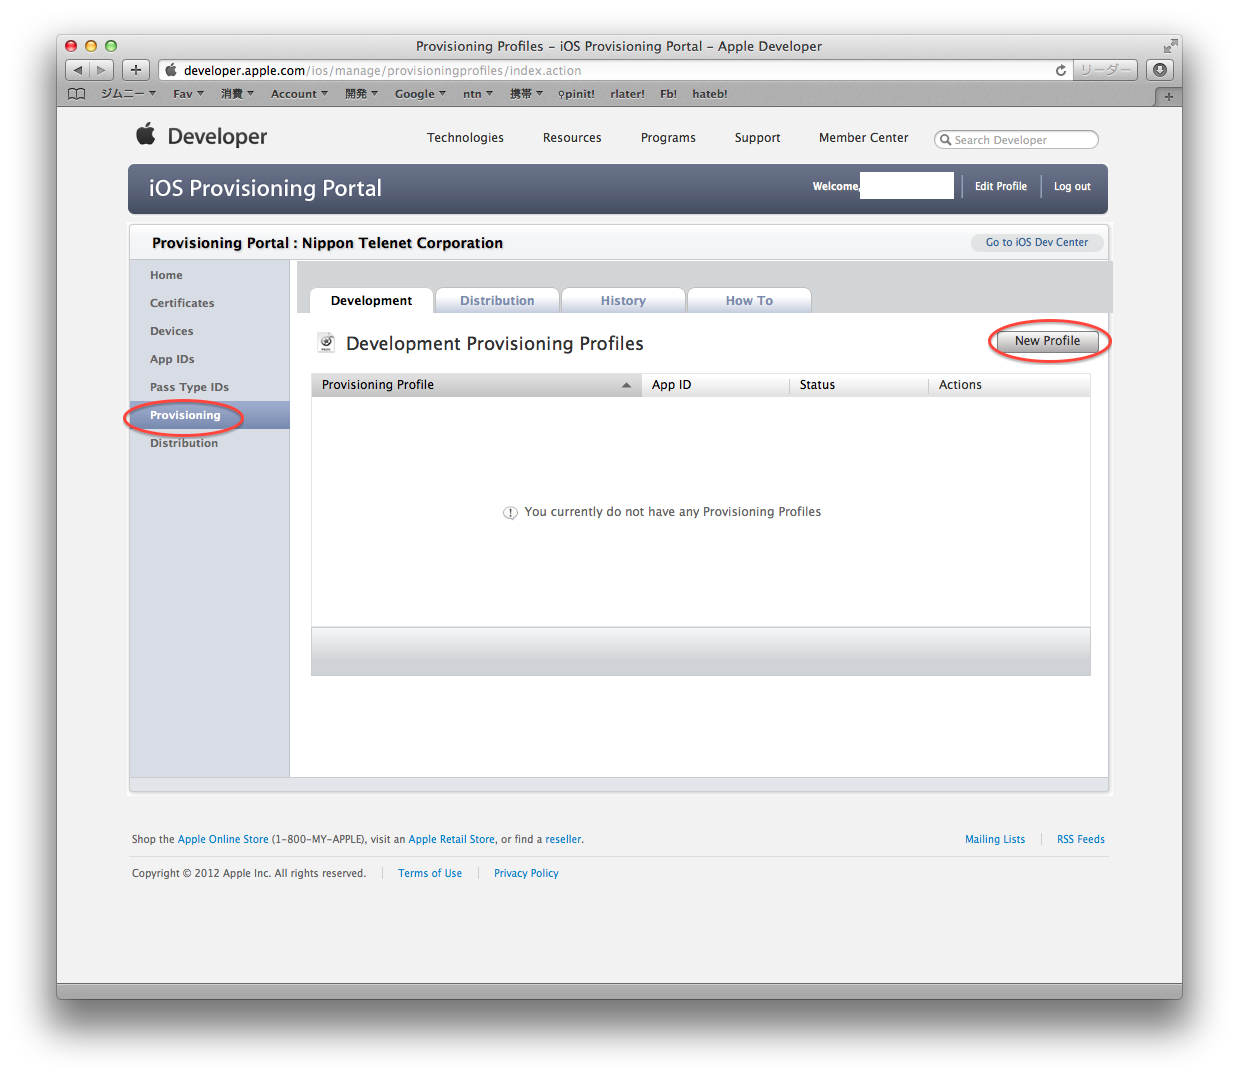 Provisioning Profiles – iOS Provisioning Portal – Apple Developer
developer.apple.com/ios/manage/provisioningprofiles/index.action リーダー
ジムニー Fav 消費 Account 開発 Google ntn 携帯 ♀pinit! rlater! Fb! hateb!
Developer Technologies Resources Programs Support Member Center Search Developer
iOS Provisioning Portal Welcome, Edit Profile Log out
Provisioning Portal : Nippon Telenet Corporation Go to iOS Dev Center
Home
Certificates
Devices
App IDs
Pass Type IDs
Provisioning
Distribution
Development Distribution History How To
Development Provisioning Profiles New Profile
Provisioning Profile App ID Status Actions
You currently do not have any Provisioning Profiles
Shop the Apple Online Store (1-800-MY-APPLE), visit an Apple Retail Store, or find a reseller. Mailing Lists RSS Feeds
Copyright © 2012 Apple Inc. All rights reserved. Terms of Use Privacy Policy